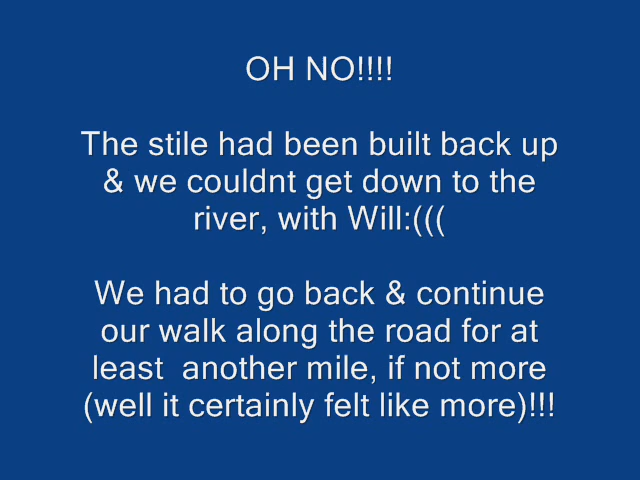 OH NO!!!!
The stile had been built back up
& we couldnt get down to the
river, with Will:(((
We had to go back & continue
our walk along the road for at
least  another mile, if not more
(well it certainly felt like more)!!!